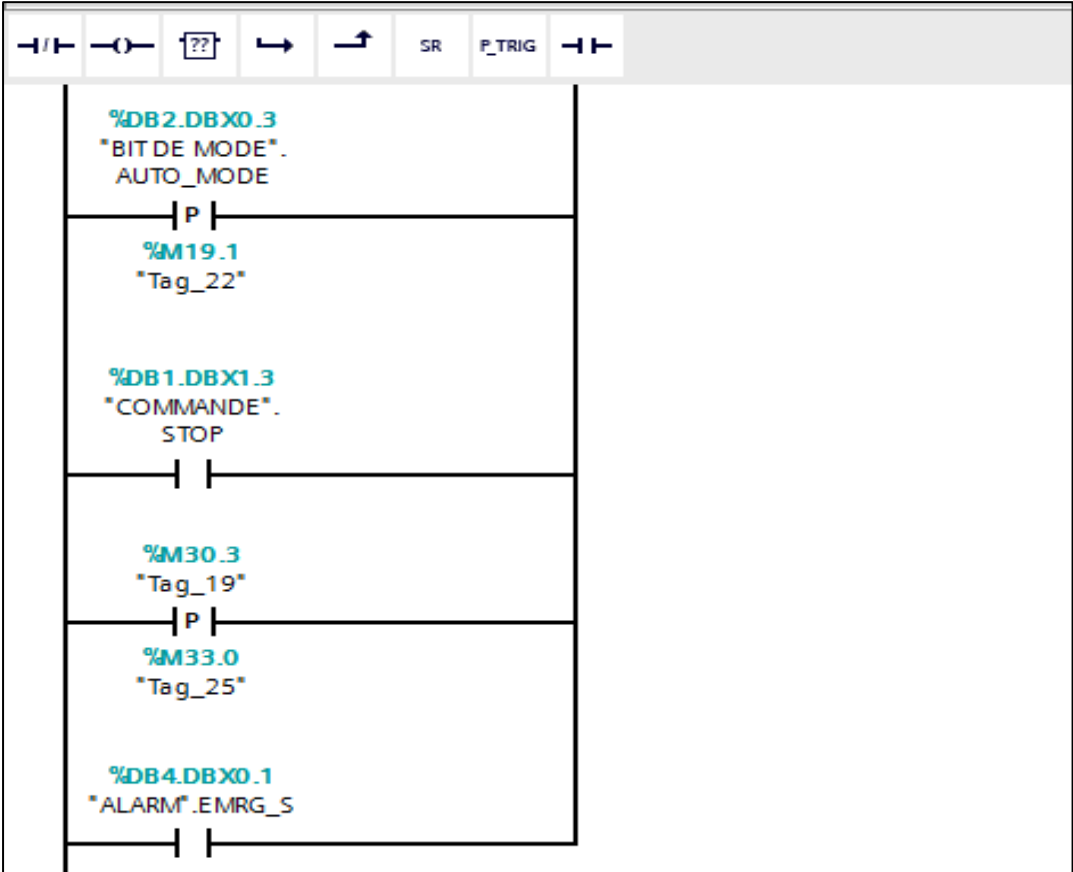 ?? SR P_TRIG
%DB2.DBX0.3
"BIT DE MODE".
AUTO_MODE
P
%M19.1
"Tag_22"
%DB1.DBX1.3
"COMMANDE".
STOP
%M30.3
"Tag_19"
P
%M33.0
"Tag_25"
%DB4.DBX0.1
"ALARM".EMRG_S